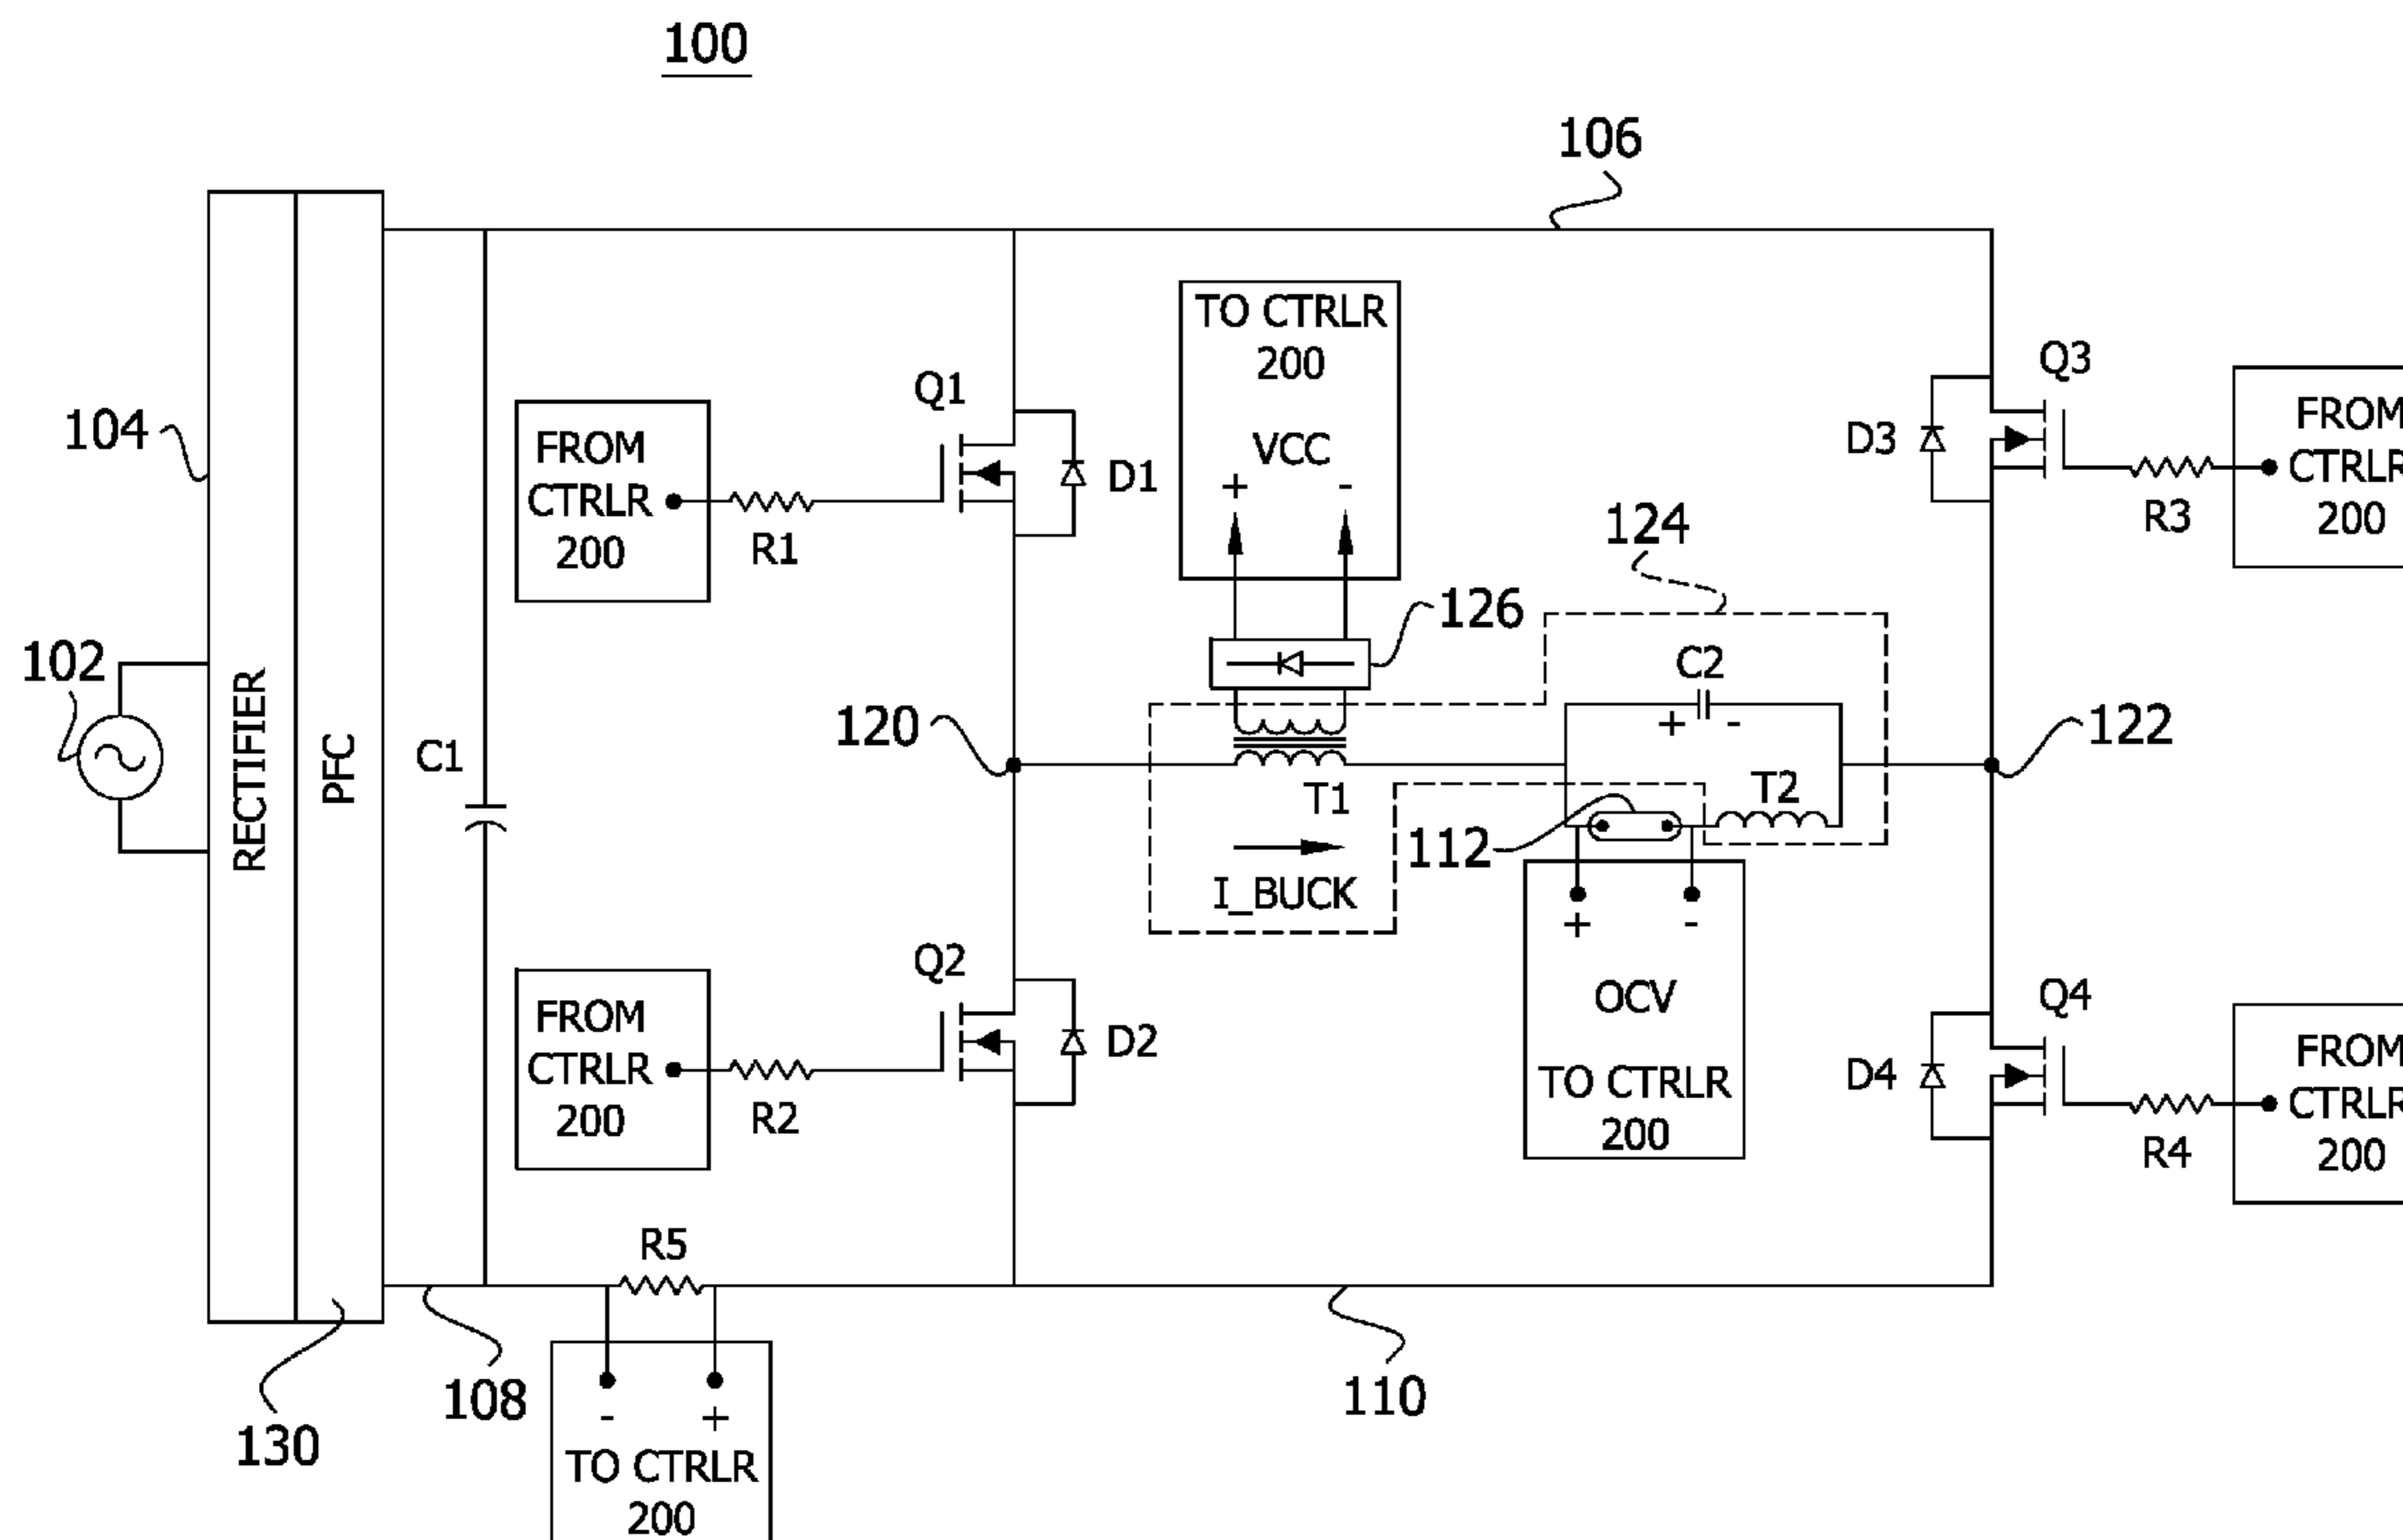 100
106
104
102
RECTIFIER
PFC
C1
FROM
CTRLR
200
R1
Q1
D1
TO CTRLR
200
VCC
+ -
126
124
C2
+ -
120
T1
T2
112
I_BUCK
122
+ -
OCV
TO CTRLR
200
Q3
D3
R3
FROM
CTRLR
200
FROM
CTRLR
200
R2
Q2
D2
Q4
D4
R4
FROM
CTRLR
200
R5
108
130
- +
TO CTRLR
200
110